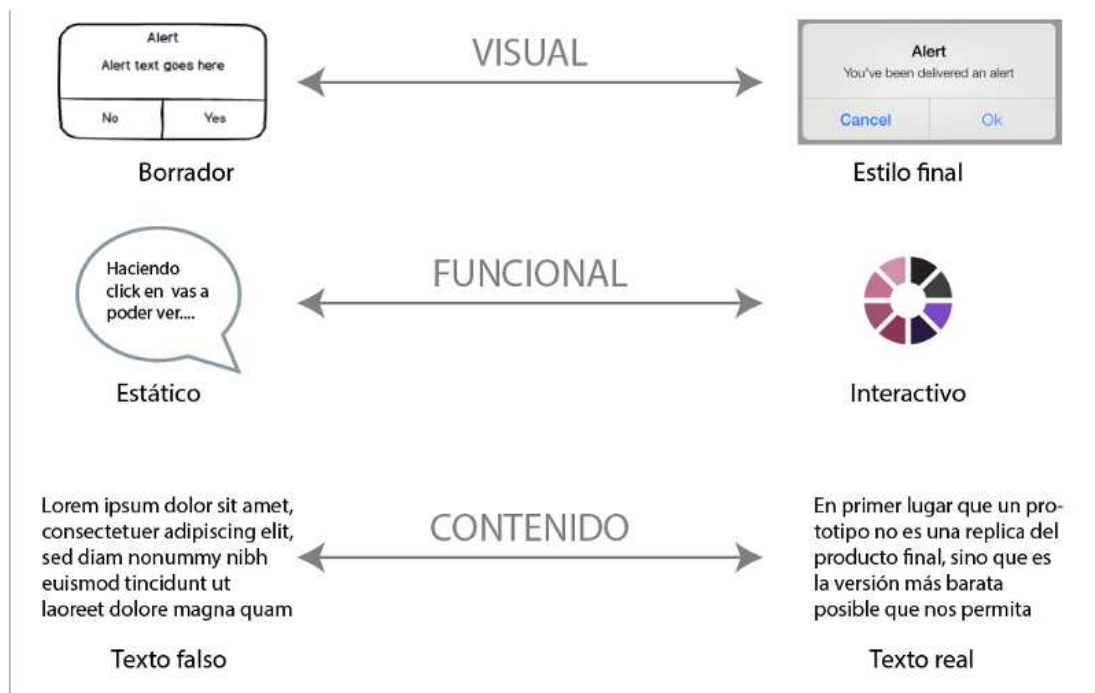 Alert
Alert text goes here
No
Yes
Borrador
VISUAL
Alert
You've been delivered an alert
Cancel
Ok
Estilo final
Haciendo
click en vas a
poder ver....
Estático
FUNCIONAL
Interactivo
Lorem ipsum dolor sit amet,
consectetuer adipiscing elit,
sed diam nonummy nibh
euismod tincidunt ut
laoreet dolore magna quam
Texto falso
CONTENIDO
En primer lugar que un pro-
totipo no es una replica del
producto final, sino que es
la versión más barata
posible que nos permita
Texto real